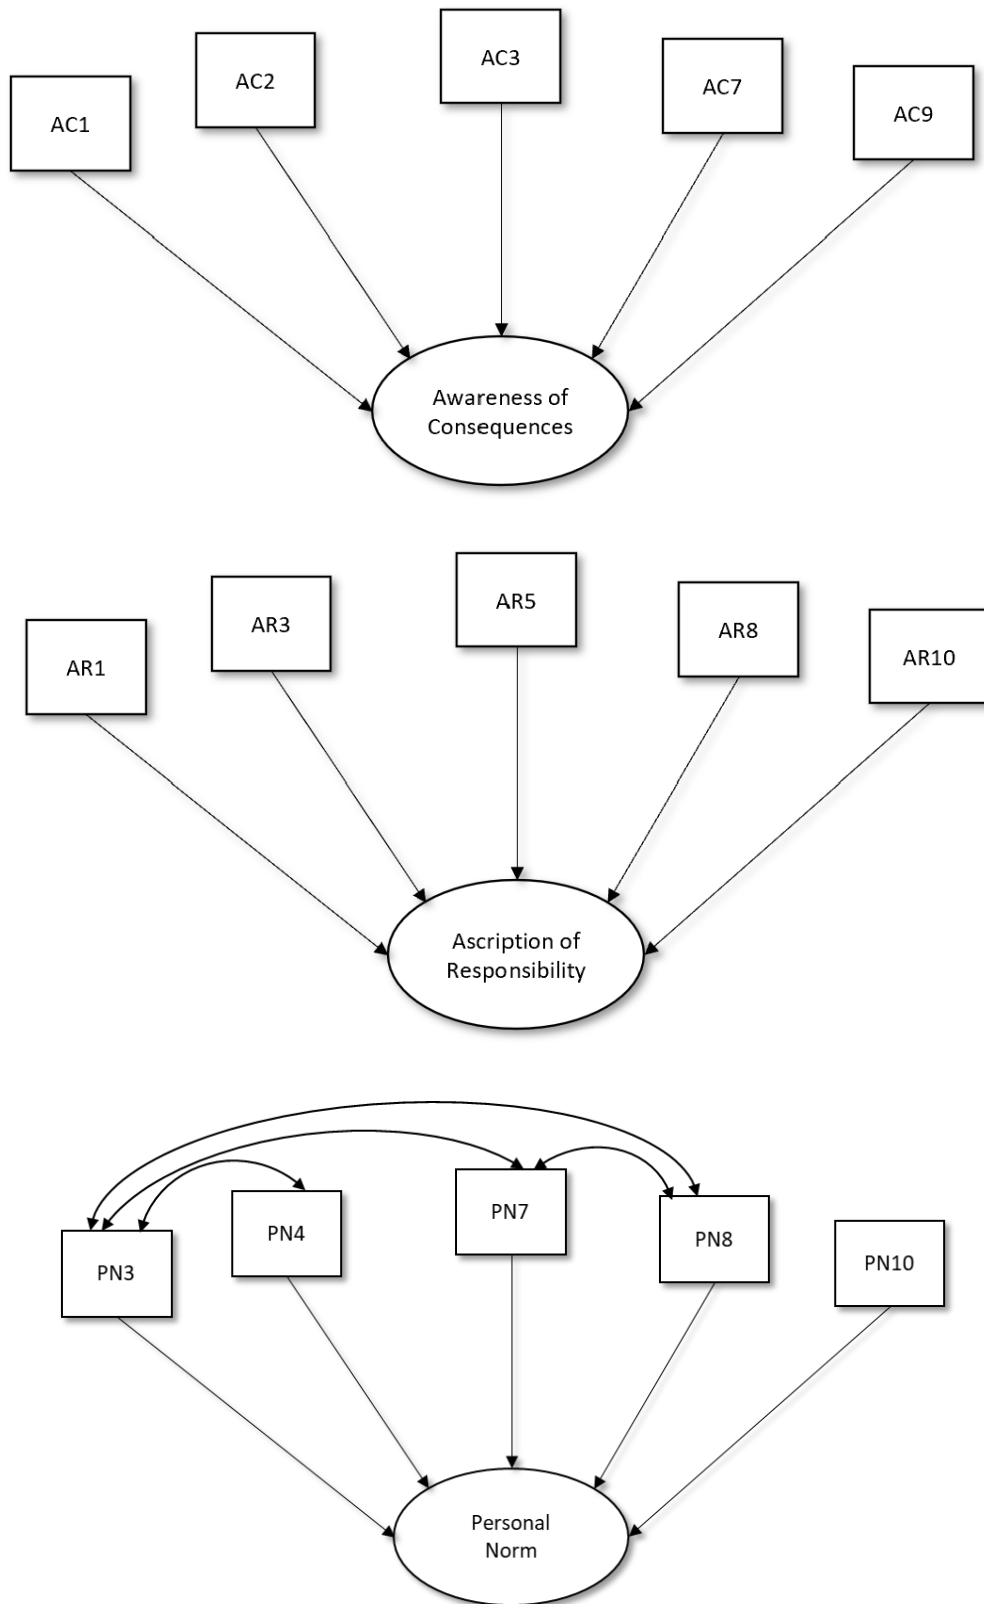 AC1
AC2
AC3
AC7
AC9
Awareness of
Consequences
AR1
AR3
AR5
AR8
AR10
Ascription of
Responsibility
PN3
PN4
PN7
PN8
PN10
Personal
Norm